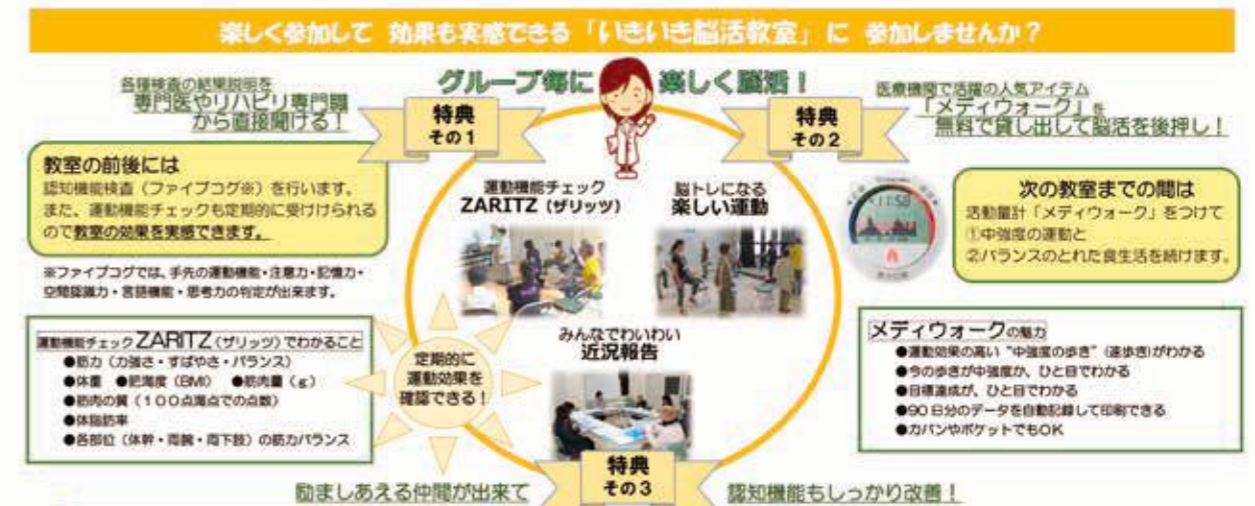 楽しく参加して 効果も実感できる「いきいき脳活教室」に 参加しませんか？
グループ毎に 楽しく脳活！
各種検査の結果説明を
専門医やリハビリ専門職
から直接聞ける！
特典
その1
特典
その2
医療機関で活躍の人気アイテム
「メディウォーク」を
無料で貸し出して脳活を後押し！
教室の前後には
認知機能検査（ファイブコグ※）を行います。
また、運動機能チェックも定期的に受けけられる
ので教室の効果を実感できます。
※ファイブコグでは、手先の運動機能・注意力・記憶力・
空間認識力・言語機能・思考力の判定が出来ます。
運動機能チェック
ZARITZ（ザリッツ）
脳トレになる
楽しい運動
11:58
次の教室までの間は
活動量計「メディウォーク」をつけて
①中強度の運動と
②バランスのとれた食生活を続けます。
運動機能チェックZARITZ（ザリッツ）でわかること
●筋力（力強さ・すばやさ・バランス）
●体重 ●肥満度（BMI） ●筋肉量（g）
●筋肉の質（100点満点での点数）
●体脂肪率
●各部位（体幹・両腕・両下肢）の筋力バランス
定期的に
運動効果を
確認できる！
みんなでわいわい
近況報告
メディウォークの魅力
●運動効果の高い“中強度の歩き”（速歩き）がわかる
●今の歩きが中強度か、ひと目でわかる
●目標達成が、ひと目でわかる
●90日分のデータを自動記録して印刷できる
●カバンやポケットでもOK
励ましあえる仲間が出来て
特典
その3
認知機能もしっかり改善！